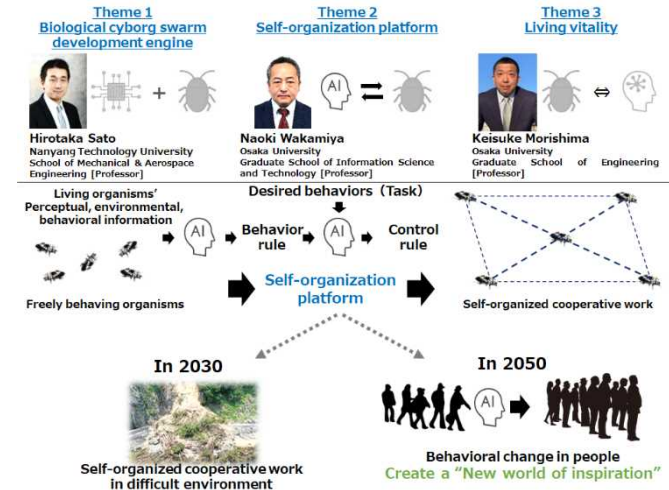 Theme 1
Biological cyborg swarm
development engine
Theme 2
Self-organization platform
Theme 3
Living vitality
+
AI
⇔
Hirotaka Sato
Nanyang Technology University
School of Mechanical & Aerospace
Engineering [Professor]
Naoki Wakamiya
Osaka University
Graduate School of Information Science
and Technology [Professor]
Keisuke Morishima
Osaka University
Graduate School of Engineering
[Professor]
Living organisms'
Perceptual, environmental,
behavioral information
Desired behaviors (Task)
AI
Behavior
rule
AI
Control
rule
Freely behaving organisms
Self-organization
platform
Self-organized cooperative work
In 2030
In 2050
AI
Self-organized cooperative work
in difficult environment
Behavioral change in people
Create a “New world of inspiration”